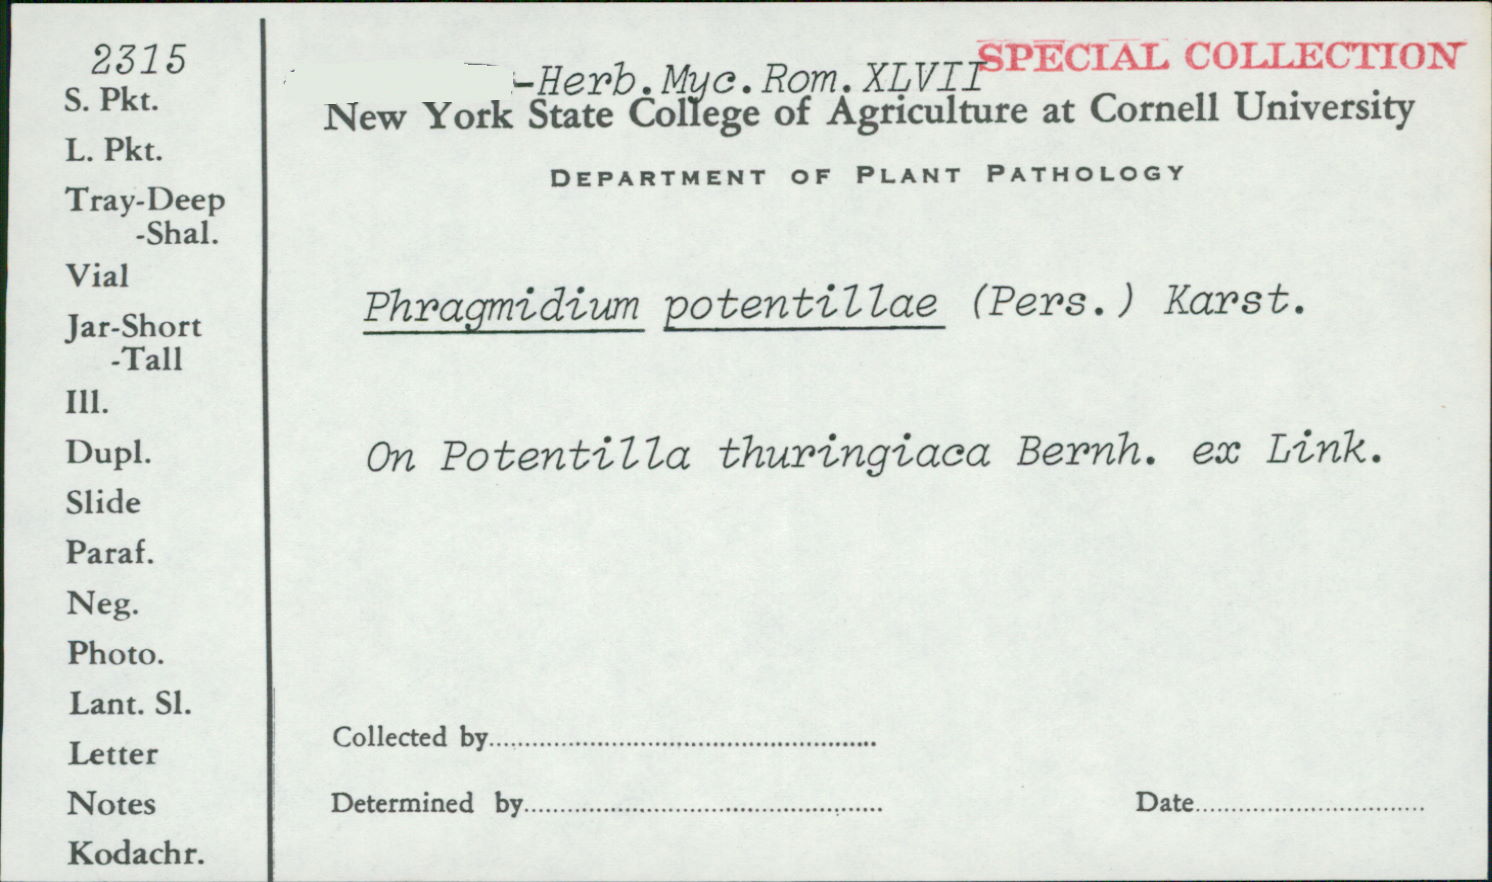 2315
S. Pkt.
L. Pkt.
Tray-Deep
-Shal.
Vial
Jar-Short
-Tall
Ill.
Dupl.
Slide
Paraf.
Neg.
Photo.
Lant. Sl.
Letter
Notes
Kodachr.
-Herb.Myc.Rom.XLVII
SPECIAL COLLECTION
New York State College of Agriculture at Cornell University
DEPARTMENT OF PLANT PATHOLOGY
Phragmidium potentillae (Pers.) Karst.
On Potentilla thuringiaca Bernh. ex Link.
Collected by
Determined by
Date